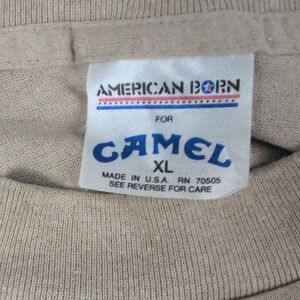 AMERICAN BORN
FOR
CAMEL
XL
MADE IN U.S.A. RN 70505
SEE REVERSE FOR CARE